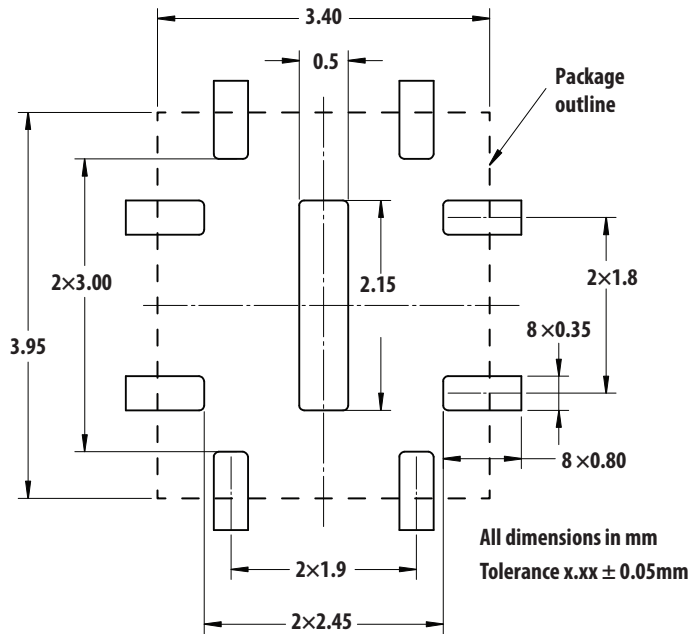 3.40
0.5
Package
outline
2×3.00
2.15
2×1.8
3.95
8 ×0.35
8 ×0.80
All dimensions in mm
2×1.9
Tolerance x.xx ± 0.05mm
2×2.45